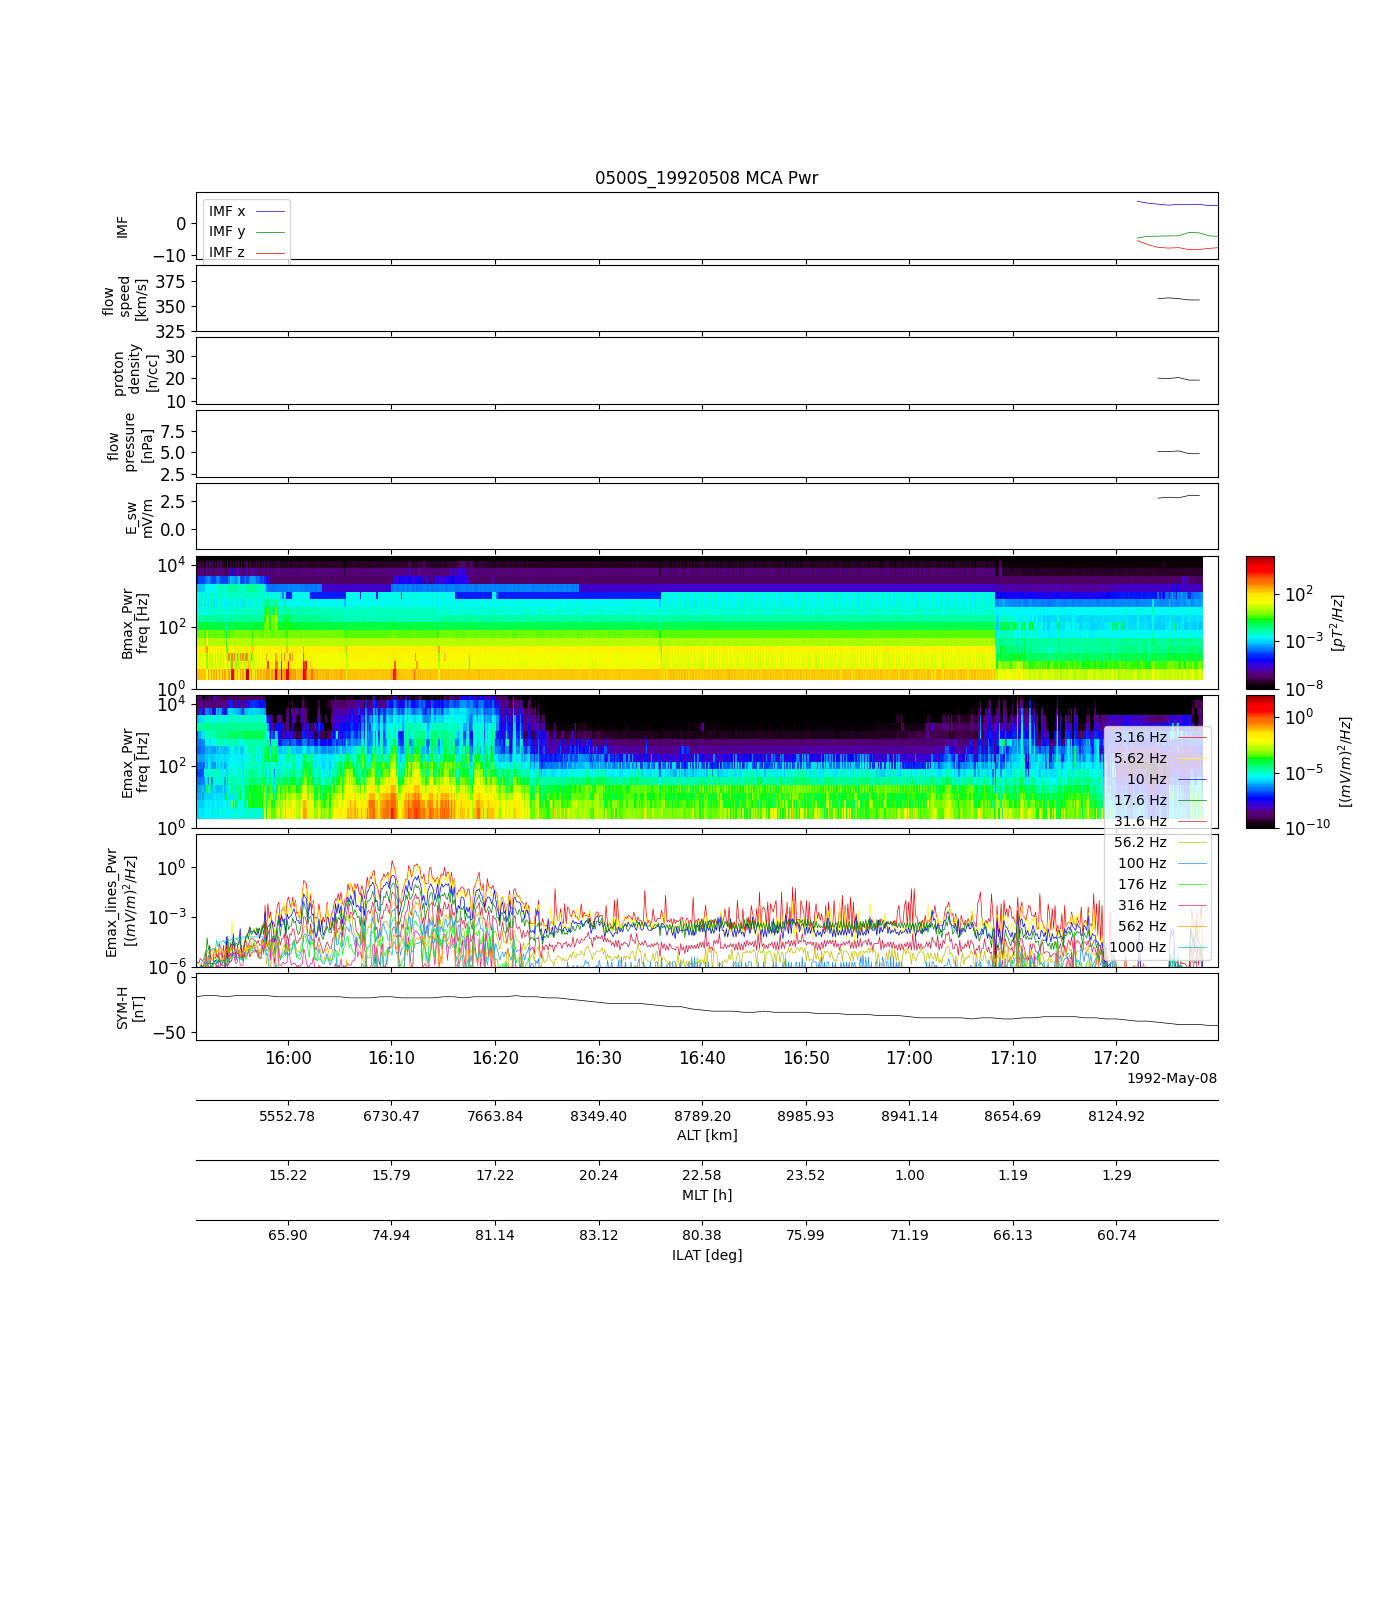 0500S_19920508 MCA Pwr
IMF
0
−10
IMF x
IMF y
IMF z
flow
speed
[km/s]
375
350
325
proton
density
[n/cc]
30
20
10
flow
pressure
[nPa]
7.5
5.0
2.5
E_sw
mV/m
2.5
0.0
Bmax_Pwr
freq [Hz]
10^4
10^2
10^0
10^2
10^−3
10^−8
[pT^2/Hz]
Emax_Pwr
freq [Hz]
10^4
10^2
10^0
10^0
10^−5
10^−10
[(mV/m)^2/Hz]
3.16 Hz
5.62 Hz
10 Hz
17.6 Hz
31.6 Hz
56.2 Hz
100 Hz
176 Hz
316 Hz
562 Hz
1000 Hz
Emax_lines_Pwr
[(mV/m)^2/Hz]
10^0
10^−3
10^−6
SYM-H
[nT]
0
−50
16:00 16:10 16:20 16:30 16:40 16:50 17:00 17:10 17:20
1992-May-08
5552.78 6730.47 7663.84 8349.40 8789.20 8985.93 8941.14 8654.69 8124.92
ALT [km]
15.22 15.79 17.22 20.24 22.58 23.52 1.00 1.19 1.29
MLT [h]
65.90 74.94 81.14 83.12 80.38 75.99 71.19 66.13 60.74
ILAT [deg]